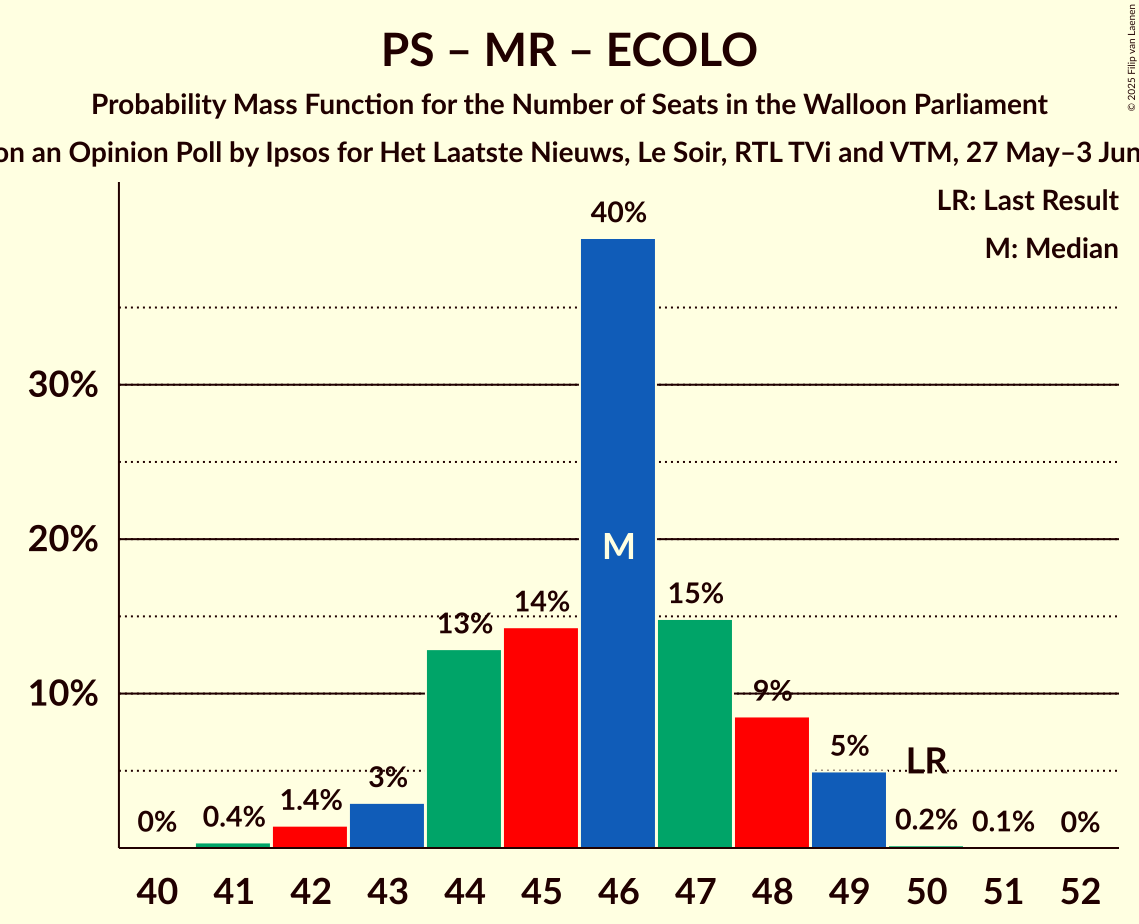 PS – MR – ECOLO
Probability Mass Function for the Number of Seats in the Walloon Parliament
on an Opinion Poll by Ipsos for Het Laatste Nieuws, Le Soir, RTL TVi and VTM, 27 May–3 Jun
© 2025 Filip van Laenen
LR: Last Result
M: Median
40%
30%
20%
10%
M
15%
14%
13%
9%
5%
LR
3%
1.4%
0.4%
0%
0.2%
0.1%
0%
40 41 42 43 44 45 46 47 48 49 50 51 52